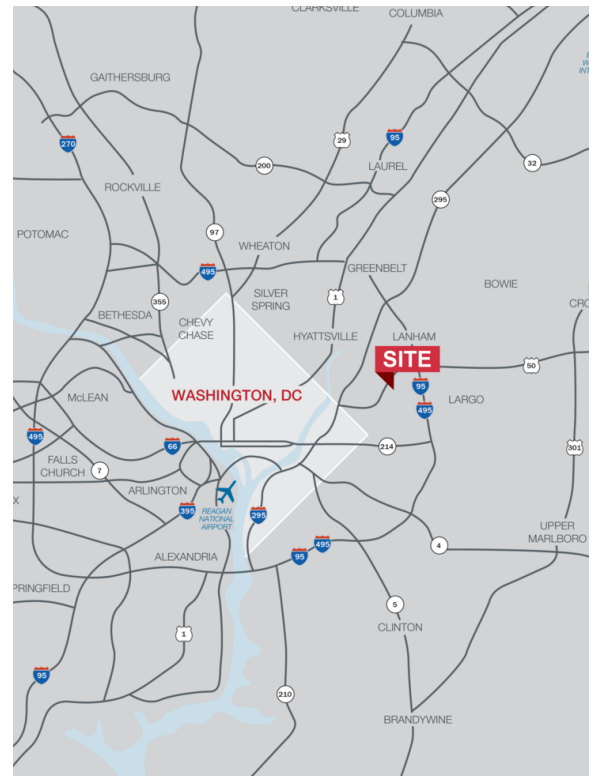 CLARKSVILLE
COLUMBIA
GAITHERSBURG
270
29
95
200
LAUREL
32
ROCKVILLE
295
POTOMAC
97
WHEATON
495
GREENBELT
BOWIE
355
SILVER
SPRING
1
BETHESDA
CHEVY
CHASE
HYATTSVILLE
LANHAM
SITE
50
95
McLEAN
WASHINGTON, DC
495
LARGO
495
66
214
301
FALLS
CHURCH
7
ARLINGTON
395
REAGAN
NATIONAL
AIRPORT
295
UPPER
MARLBORO
ALEXANDRIA
95
495
4
PRINGFIELD
5
1
CLINTON
95
210
BRANDYWINE